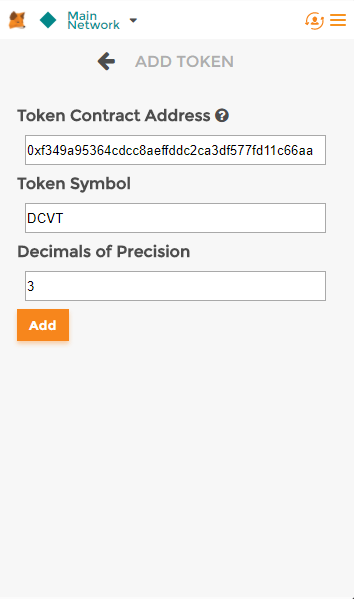 Main
Network
ADD TOKEN
Token Contract Address ?
0xf349a95364cdcc8aeffddc2ca3df577fd11c66aa
Token Symbol
DCVT
Decimals of Precision
3
Add